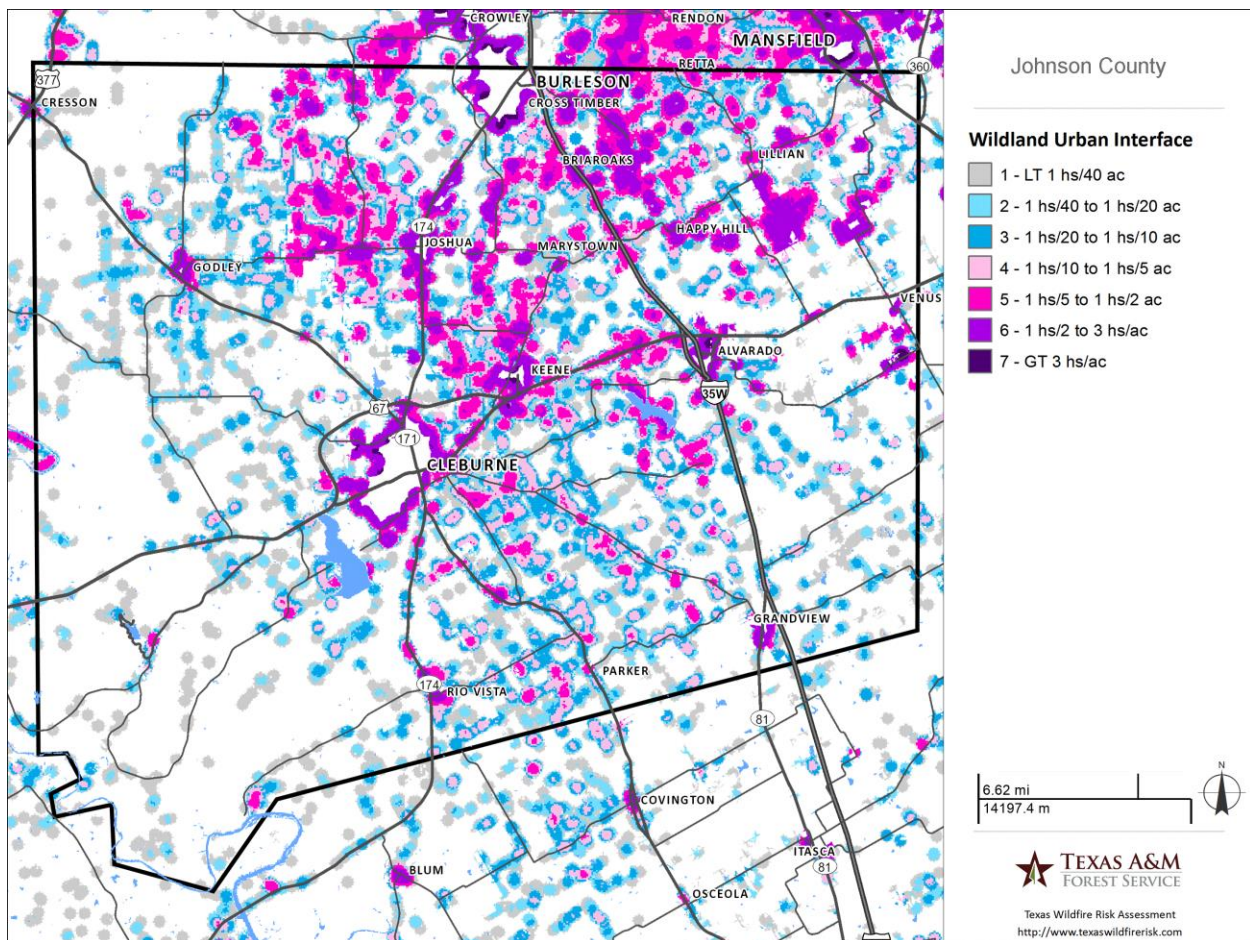 CROWLEY
RENDON
MANSFIELD
RETTA
377
BURLESON
360
CRESSON
CROSS TIMBER
BRIAROAKS
LILLIAN
174
HAPPY HILL
JOSHUA
MARYSTOWN
GODLEY
VENUS
ALVARADO
KEENE
35W
67
171
CLEBURNE
GRANDVIEW
PARKER
174
RIO VISTA
81
COVINGTON
ITASCA
81
BLUM
OSCEOLA
Johnson County
Wildland Urban Interface
1 - LT 1 hs/40 ac
2 - 1 hs/40 to 1 hs/20 ac
3 - 1 hs/20 to 1 hs/10 ac
4 - 1 hs/10 to 1 hs/5 ac
5 - 1 hs/5 to 1 hs/2 ac
6 - 1 hs/2 to 3 hs/ac
7 - GT 3 hs/ac
6.62 mi
14197.4 m
N
TEXAS A&M
FOREST SERVICE
Texas Wildfire Risk Assessment
http://www.texaswildfirerisk.com